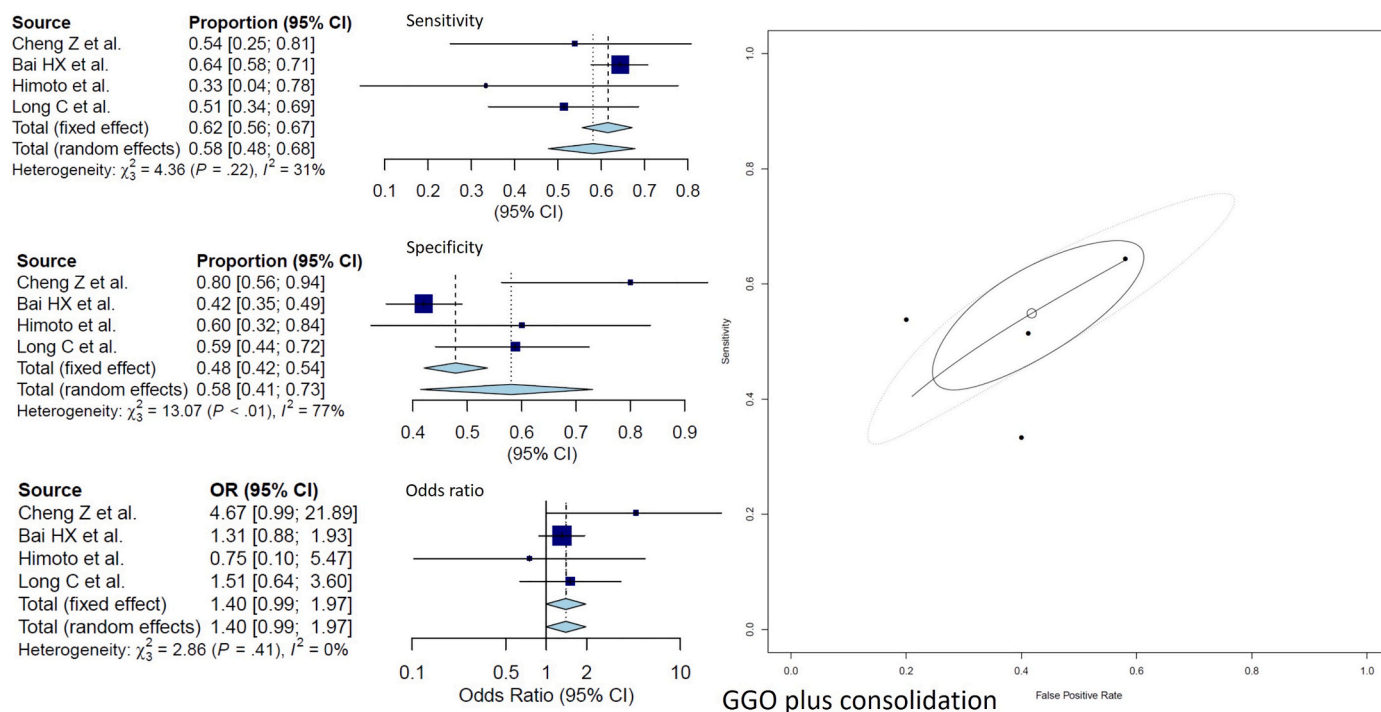 Source Proportion (95% CI) Sensitivity
Cheng Z et al. 0.54 [0.25; 0.81]
Bai HX et al. 0.64 [0.58; 0.71]
Himoto et al. 0.33 [0.04; 0.78]
Long C et al. 0.51 [0.34; 0.69]
Total (fixed effect) 0.62 [0.56; 0.67]
Total (random effects) 0.58 [0.48; 0.68]
Heterogeneity: χ²₃ = 4.36 (P = .22), I² = 31%
0.1 0.2 0.3 0.4 0.5 0.6 0.7 0.8
(95% CI)
Source Proportion (95% CI) Specificity
Cheng Z et al. 0.80 [0.56; 0.94]
Bai HX et al. 0.42 [0.35; 0.49]
Himoto et al. 0.60 [0.32; 0.84]
Long C et al. 0.59 [0.44; 0.72]
Total (fixed effect) 0.48 [0.42; 0.54]
Total (random effects) 0.58 [0.41; 0.73]
Heterogeneity: χ²₃ = 13.07 (P < .01), I² = 77%
0.4 0.5 0.6 0.7 0.8 0.9
(95% CI)
Source OR (95% CI) Odds ratio
Cheng Z et al. 4.67 [0.99; 21.89]
Bai HX et al. 1.31 [0.88; 1.93]
Himoto et al. 0.75 [0.10; 5.47]
Long C et al. 1.51 [0.64; 3.60]
Total (fixed effect) 1.40 [0.99; 1.97]
Total (random effects) 1.40 [0.99; 1.97]
Heterogeneity: χ²₃ = 2.86 (P = .41), I² = 0%
0.1 0.5 1 2 10
Odds Ratio (95% CI)
1.0
0.8
0.6
0.4
0.2
0.0
Sensitivity
0.0 0.2 0.4 0.6 0.8 1.0
False Positive Rate
GGO plus consolidation